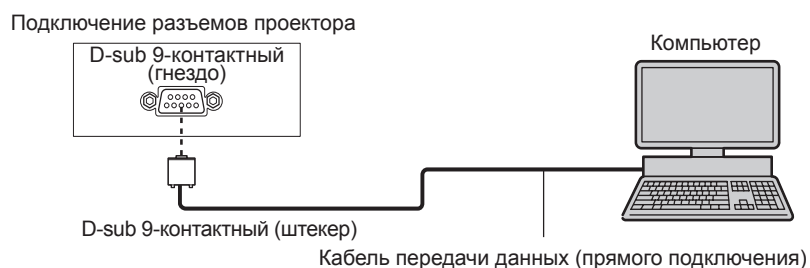 Подключение разъемов проектора
D-sub 9-контактный
(гнездо)
Компьютер
D-sub 9-контактный (штекер)
Кабель передачи данных (прямого подключения)